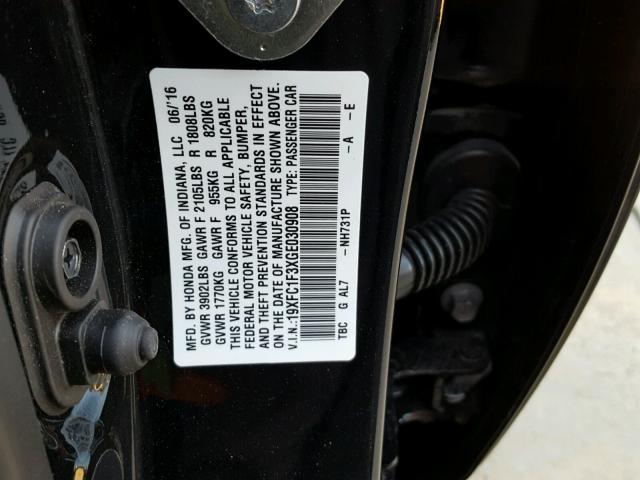 MFD. BY HONDA MFG. OF INDIANA, LLC 06/'16
GVWR 3902LBS GAWR F 2105LBS R 1808LBS
GVWR 1770KG GAWR F 955KG R 820KG
THIS VEHICLE CONFORMS TO ALL APPLICABLE
FEDERAL MOTOR VEHICLE SAFETY, BUMPER,
AND THEFT PREVENTION STANDARDS IN EFFECT
ON THE DATE OF MANUFACTURE SHOWN ABOVE.
V.I.N.: 19XFC1F3XGE030908 TYPE: PASSENGER CAR
TBC G AL7 -NH731P -A -E